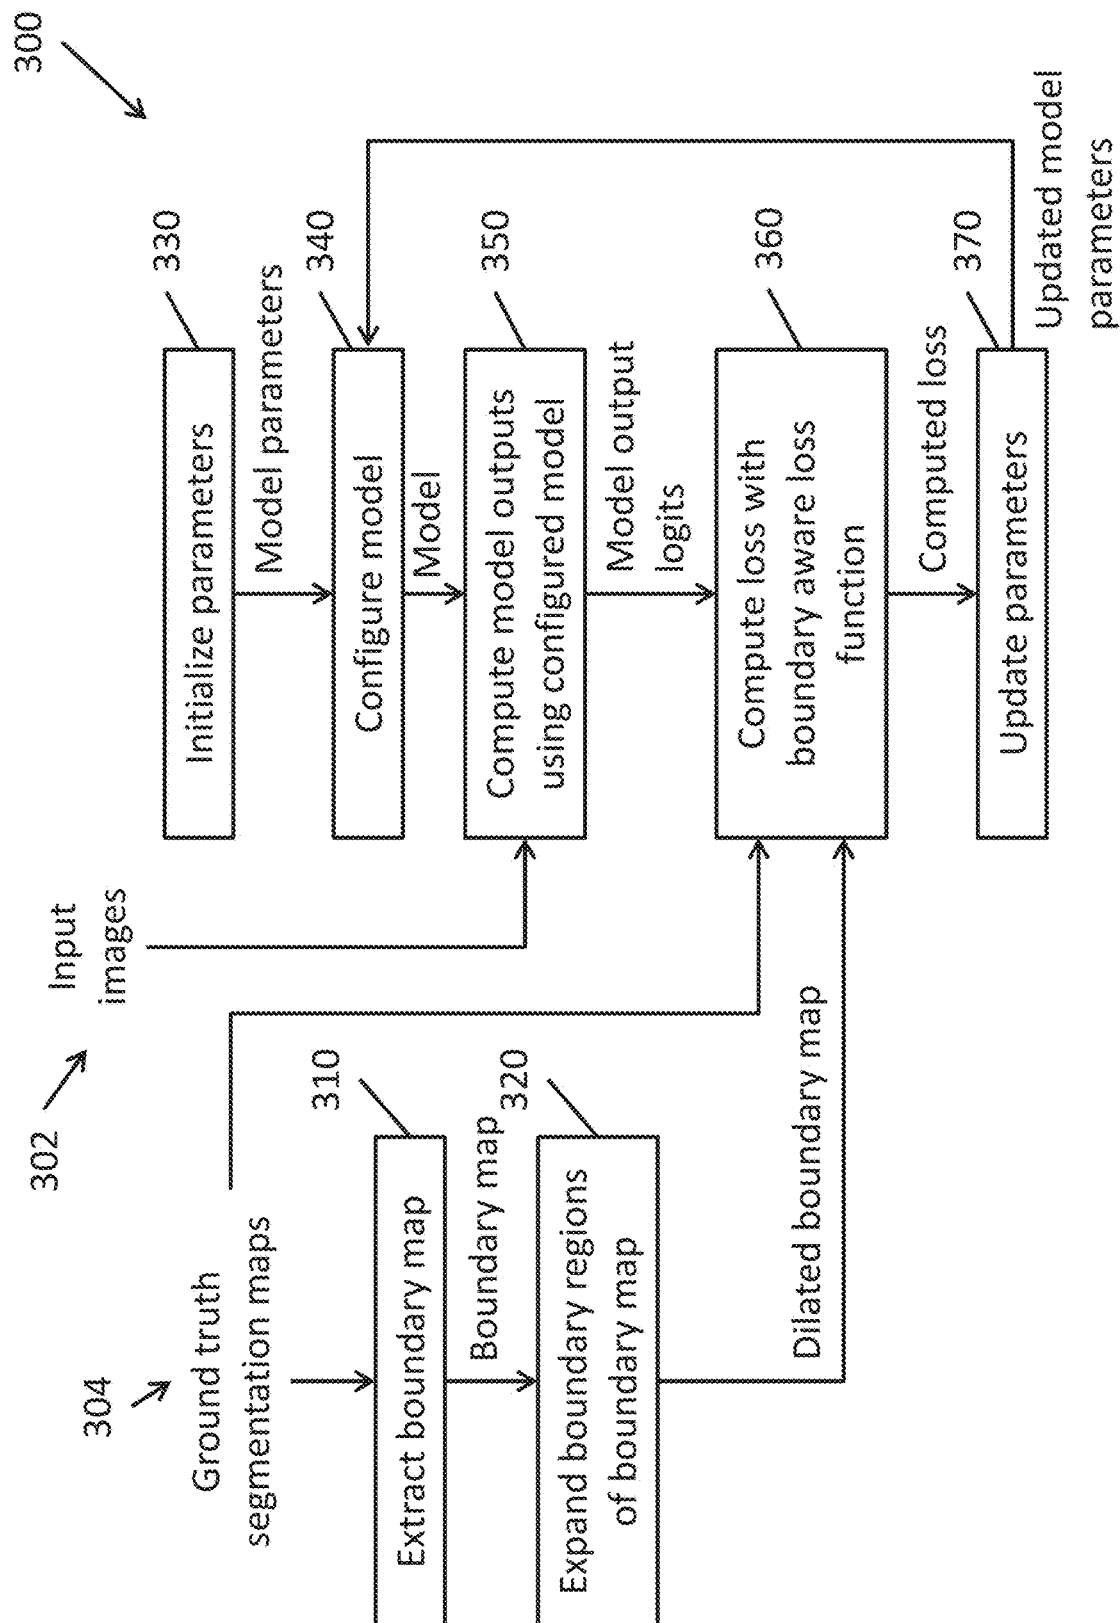 300
302
304
Input
images
Ground truth
segmentation maps
310
Extract boundary map
Boundary map
320
Expand boundary regions
of boundary map
Dilated boundary map
330
Initialize parameters
Model parameters
340
Configure model
Model
350
Compute model outputs
using configured model
Model output
logits
360
Compute loss with
boundary aware loss
function
Computed loss
370
Update parameters
Updated model
parameters